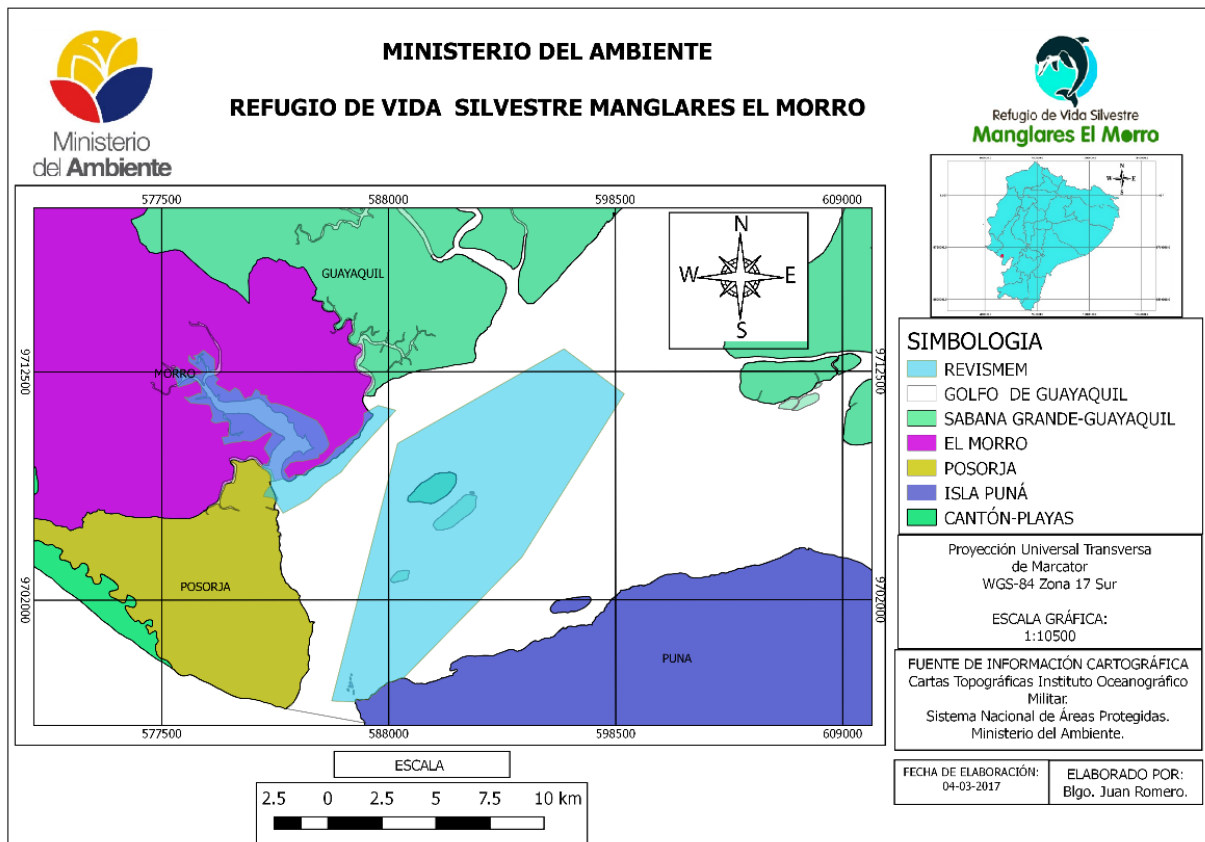 MINISTERIO DEL AMBIENTE
REFUGIO DE VIDA SILVESTRE MANGLARES EL MORRO
Ministerio
del Ambiente
Refugio de Vida Silvestre
Manglares El Morro
N
W E
S
577500 588000 598500 609000
9712500
9702000
GUAYAQUIL
MORRO
POSORJA
PUNA
N
W E
S
9712500
9702000
577500 588000 598500 609000
SIMBOLOGIA
REVISMEM
GOLFO DE GUAYAQUIL
SABANA GRANDE-GUAYAQUIL
EL MORRO
POSORJA
ISLA PUNÁ
CANTÓN-PLAYAS
Proyección Universal Transversa
de Marcator
WGS-84 Zona 17 Sur
ESCALA GRÁFICA:
1:10500
FUENTE DE INFORMACIÓN CARTOGRÁFICA
Cartas Topográficas Instituto Oceanográfico
Militar.
Sistema Nacional de Áreas Protegidas.
Ministerio del Ambiente.
FECHA DE ELABORACIÓN:
04-03-2017
ELABORADO POR:
Blgo. Juan Romero.
ESCALA
2.5 0 2.5 5 7.5 10 km